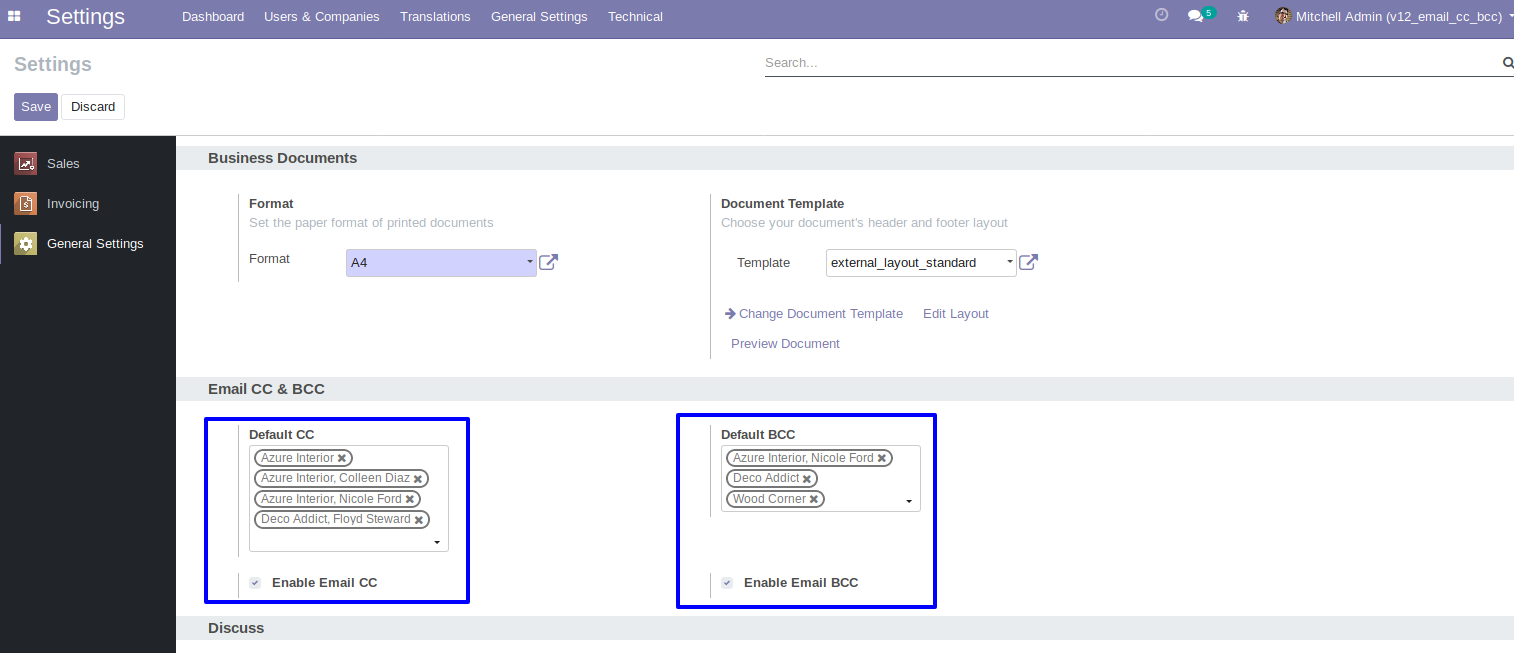 Settings Dashboard Users & Companies Translations General Settings Technical 5 Mitchell Admin (v12_email_cc_bcc)
Settings Search...
Save Discard
Sales
Invoicing
General Settings
Business Documents
Format
Set the paper format of printed documents
Format A4
Document Template
Choose your document's header and footer layout
Template external_layout_standard
Change Document Template Edit Layout
Preview Document
Email CC & BCC
Default CC
Azure Interior
Azure Interior, Colleen Diaz
Azure Interior, Nicole Ford
Deco Addict, Floyd Steward
Enable Email CC
Default BCC
Azure Interior, Nicole Ford
Deco Addict
Wood Corner
Enable Email BCC
Discuss